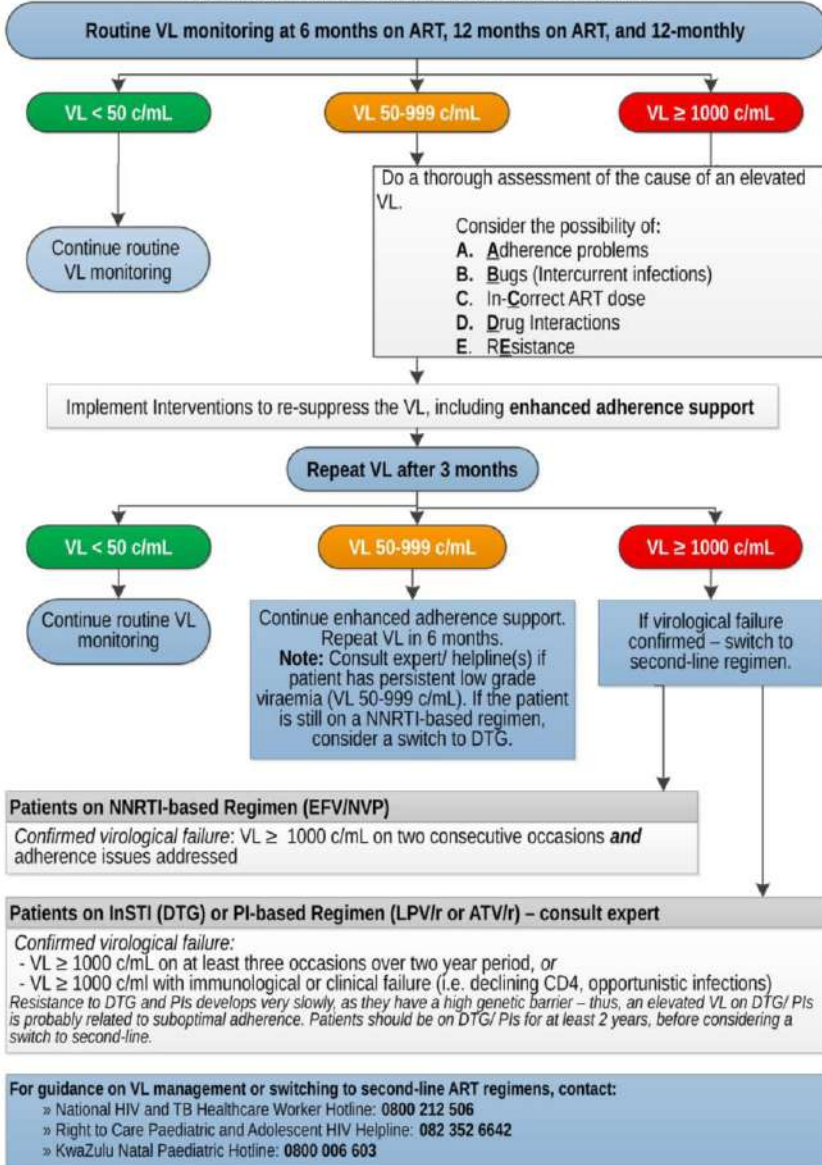 Routine VL monitoring at 6 months on ART, 12 months on ART, and 12-monthly
VL < 50 c/mL
VL 50-999 c/mL
VL ≥ 1000 c/mL
Continue routine
VL monitoring
Do a thorough assessment of the cause of an elevated
VL.
Consider the possibility of:
A. Adherence problems
B. Bugs (Intercurrent infections)
C. In-Correct ART dose
D. Drug Interactions
E. REsistance
Implement Interventions to re-suppress the VL, including enhanced adherence support
Repeat VL after 3 months
VL < 50 c/mL
VL 50-999 c/mL
VL ≥ 1000 c/mL
Continue routine VL
monitoring
Continue enhanced adherence support.
Repeat VL in 6 months.
Note: Consult expert/ helpline(s) if
patient has persistent low grade
viraemia (VL 50-999 c/mL). If the patient
is still on a NNRTI-based regimen,
consider a switch to DTG.
If virological failure
confirmed – switch to
second-line regimen.
Patients on NNRTI-based Regimen (EFV/NVP)
Confirmed virological failure: VL ≥ 1000 c/mL on two consecutive occasions and
adherence issues addressed
Patients on InSTI (DTG) or PI-based Regimen (LPV/r or ATV/r) – consult expert
Confirmed virological failure:
- VL ≥ 1000 c/mL on at least three occasions over two year period, or
- VL ≥ 1000 c/ml with immunological or clinical failure (i.e. declining CD4, opportunistic infections)
Resistance to DTG and PIs develops very slowly, as they have a high genetic barrier – thus, an elevated VL on DTG/ PIs
is probably related to suboptimal adherence. Patients should be on DTG/ PIs for at least 2 years, before considering a
switch to second-line.
For guidance on VL management or switching to second-line ART regimens, contact:
» National HIV and TB Healthcare Worker Hotline: 0800 212 506
» Right to Care Paediatric and Adolescent HIV Helpline: 082 352 6642
» KwaZulu Natal Paediatric Hotline: 0800 006 603